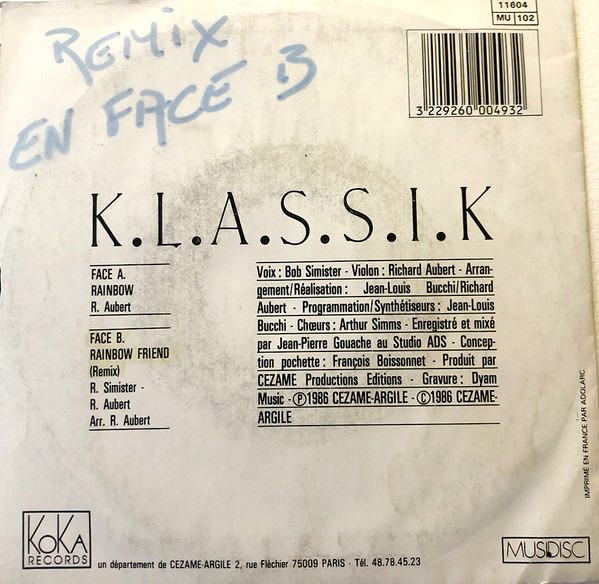 REMIX
EN FACE B
11604
MU 102
3 229260 004932
K.L.A.S.S.I.K
FACE A.
RAINBOW
R. Aubert
FACE B.
RAINBOW FRIEND
(Remix)
R. Simister -
R. Aubert
Arr. R. Aubert
Voix : Bob Simister - Violon : Richard Aubert - Arran-
gement/Réalisation : Jean-Louis Bucchi/Richard
Aubert - Programmation/Synthétiseurs : Jean-Louis
Bucchi - Chœurs : Arthur Simms - Enregistré et mixé
par Jean-Pierre Gouache au Studio ADS - Concep-
tion pochette : François Boissonnet - Produit par
CEZAME Productions Editions - Gravure : Dyam
Music - Ⓟ1986 CEZAME-ARGILE - ©1986 CEZAME-
ARGILE
IMPRIMÉ EN FRANCE PAR ADOLARC
KOKA
RECORDS
un département de CEZAME-ARGILE 2, rue Fléchier 75009 PARIS - Tél. 48.78.45.23
MUSIDISC